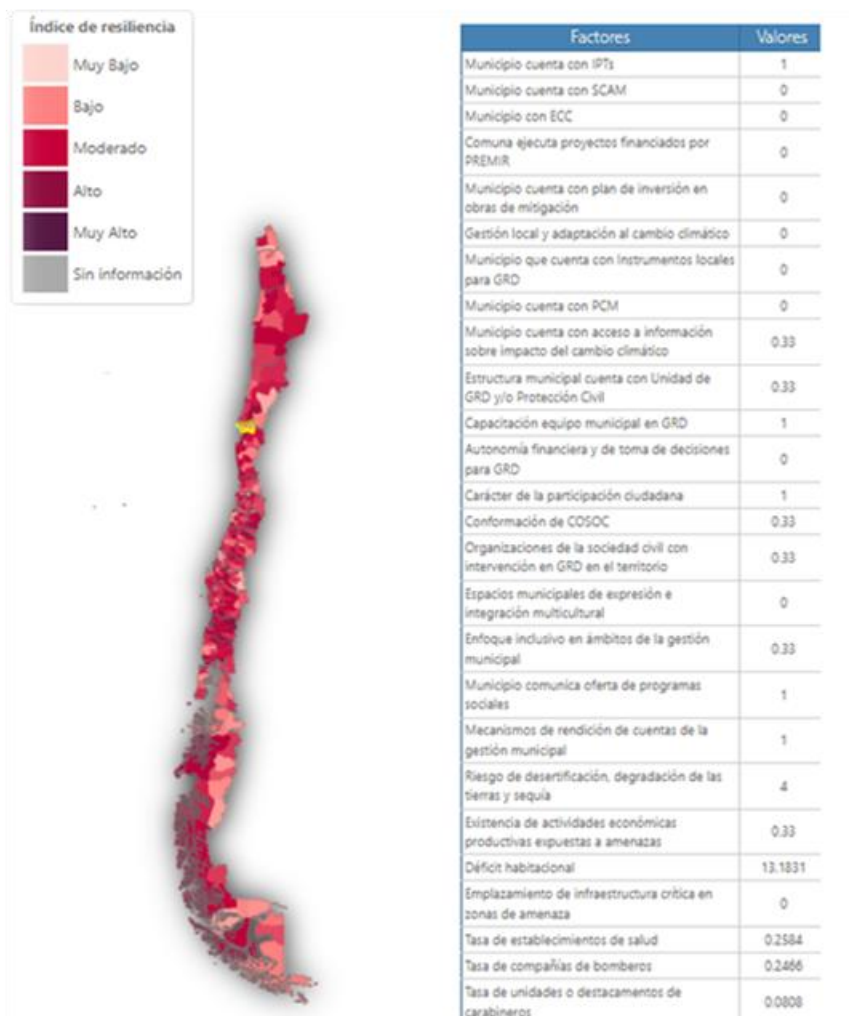 Índice de resiliencia
Muy Bajo
Bajo
Moderado
Alto
Muy Alto
Sin información
Factores Valores
Municipio cuenta con IPTs 1
Municipio cuenta con SCAM 0
Municipio con ECC 0
Comuna ejecuta proyectos financiados por
PREMIR 0
Municipio cuenta con plan de inversión en
obras de mitigación 0
Gestión local y adaptación al cambio climático 0
Municipio que cuenta con Instrumentos locales
para GRD 0
Municipio cuenta con PCM 0
Municipio cuenta con acceso a información
sobre impacto del cambio climático 0.33
Estructura municipal cuenta con Unidad de
GRD y/o Protección Civil 0.33
Capacitación equipo municipal en GRD 1
Autonomía financiera y de toma de decisiones
para GRD 0
Carácter de la participación ciudadana 1
Conformación de COSOC 0.33
Organizaciones de la sociedad civil con
intervención en GRD en el territorio 0.33
Espacios municipales de expresión e
integración multicultural 0
Enfoque inclusivo en ámbitos de la gestión
municipal 0.33
Municipio comunica oferta de programas
sociales 1
Mecanismos de rendición de cuentas de la
gestión municipal 1
Riesgo de desertificación, degradación de las
tierras y sequía 4
Existencia de actividades económicas
productivas expuestas a amenazas 0.33
Déficit habitacional 13.1831
Emplazamiento de infraestructura crítica en
zonas de amenaza 0
Tasa de establecimientos de salud 0.2584
Tasa de compañías de bomberos 0.2466
Tasa de unidades o destacamentos de
carabineros 0.0808